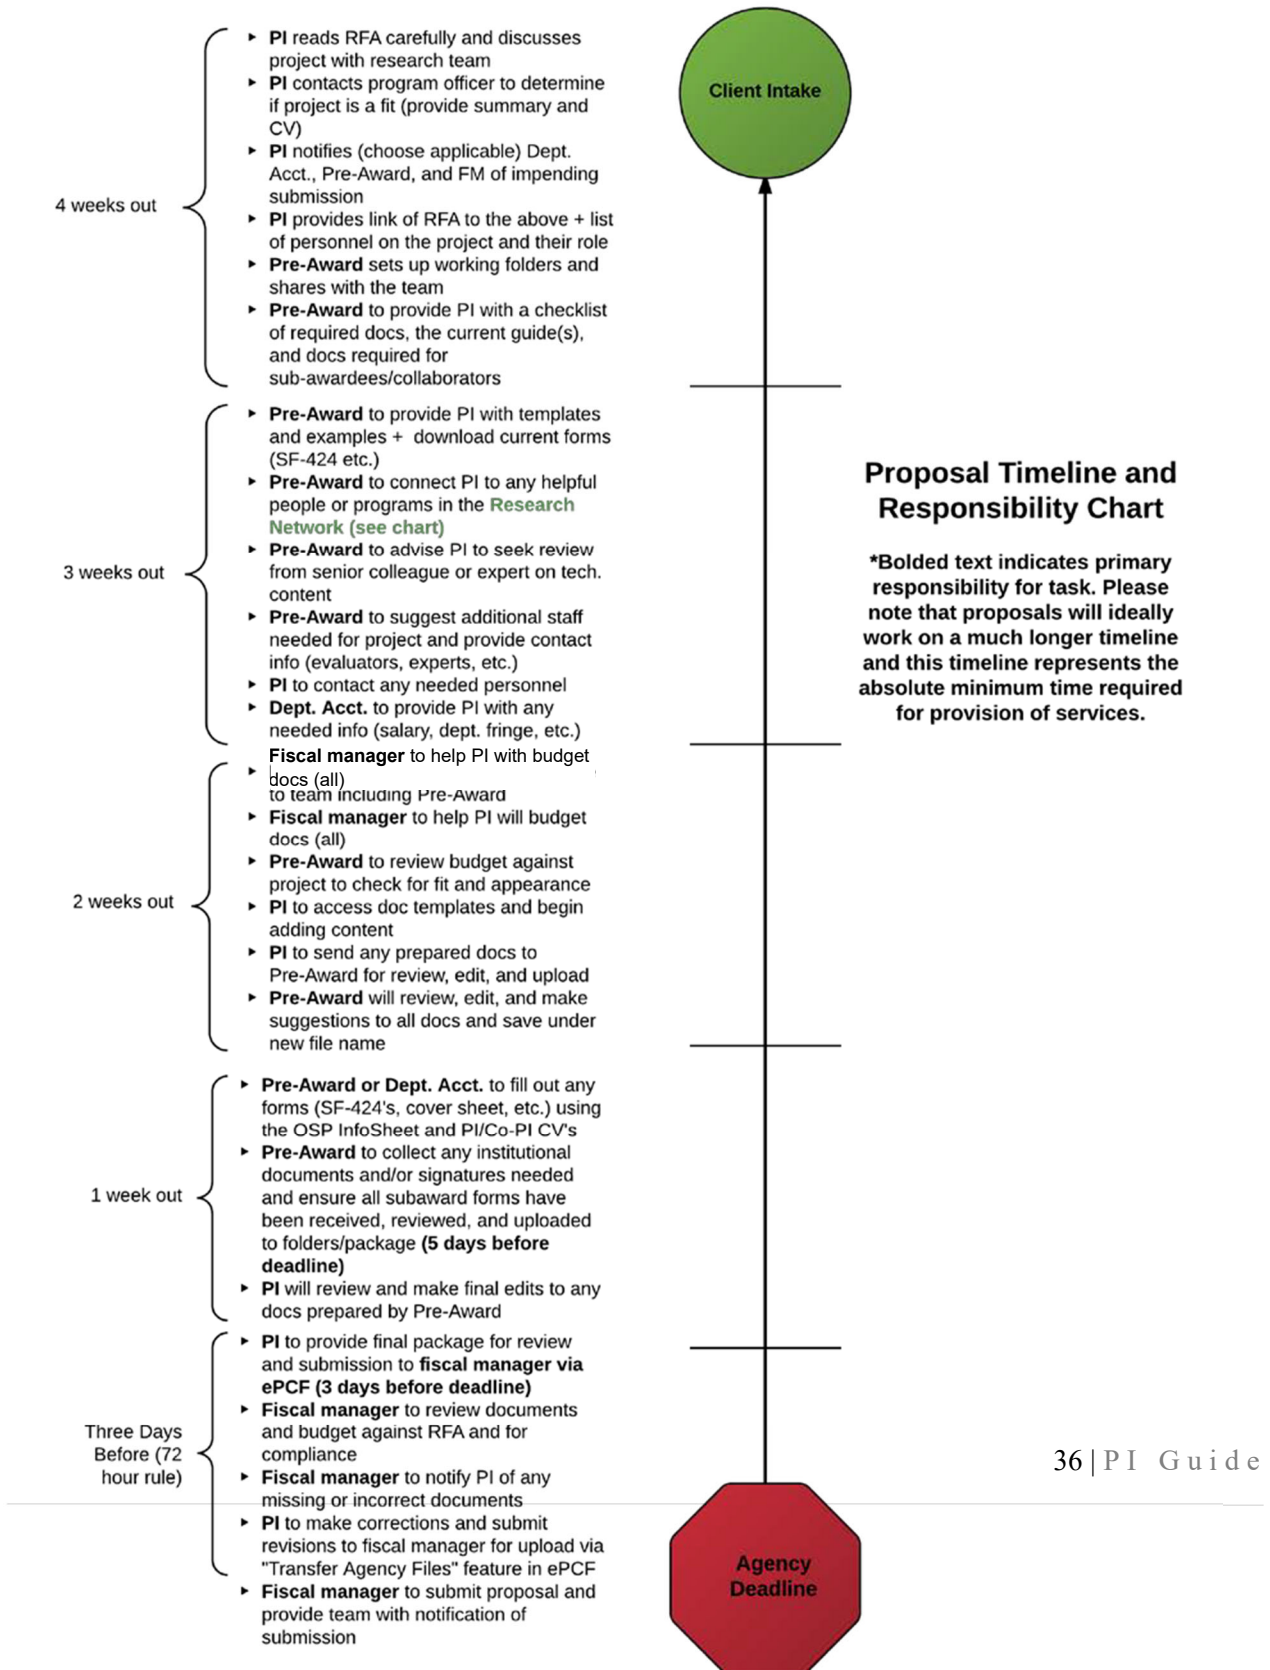 4 weeks out
► PI reads RFA carefully and discusses
project with research team
► PI contacts program officer to determine
if project is a fit (provide summary and
CV)
► PI notifies (choose applicable) Dept.
Acct., Pre-Award, and FM of impending
submission
► PI provides link of RFA to the above + list
of personnel on the project and their role
► Pre-Award sets up working folders and
shares with the team
► Pre-Award to provide PI with a checklist
of required docs, the current guide(s),
and docs required for
sub-awardees/collaborators
3 weeks out
► Pre-Award to provide PI with templates
and examples + download current forms
(SF-424 etc.)
► Pre-Award to connect PI to any helpful
people or programs in the Research
Network (see chart)
► Pre-Award to advise PI to seek review
from senior colleague or expert on tech.
content
► Pre-Award to suggest additional staff
needed for project and provide contact
info (evaluators, experts, etc.)
► PI to contact any needed personnel
► Dept. Acct. to provide PI with any
needed info (salary, dept. fringe, etc.)
2 weeks out
► Fiscal manager to help PI with budget
docs (all)
to team including Pre-Award
► Fiscal manager to help PI will budget
docs (all)
► Pre-Award to review budget against
project to check for fit and appearance
► PI to access doc templates and begin
adding content
► PI to send any prepared docs to
Pre-Award for review, edit, and upload
► Pre-Award will review, edit, and make
suggestions to all docs and save under
new file name
1 week out
► Pre-Award or Dept. Acct. to fill out any
forms (SF-424's, cover sheet, etc.) using
the OSP InfoSheet and PI/Co-PI CV's
► Pre-Award to collect any institutional
documents and/or signatures needed
and ensure all subaward forms have
been received, reviewed, and uploaded
to folders/package (5 days before
deadline)
► PI will review and make final edits to any
docs prepared by Pre-Award
Three Days
Before (72
hour rule)
► PI to provide final package for review
and submission to fiscal manager via
ePCF (3 days before deadline)
► Fiscal manager to review documents
and budget against RFA and for
compliance
► Fiscal manager to notify PI of any
missing or incorrect documents
► PI to make corrections and submit
revisions to fiscal manager for upload via
"Transfer Agency Files" feature in ePCF
► Fiscal manager to submit proposal and
provide team with notification of
submission
Client Intake
Agency
Deadline
Proposal Timeline and
Responsibility Chart
*Bolded text indicates primary
responsibility for task. Please
note that proposals will ideally
work on a much longer timeline
and this timeline represents the
absolute minimum time required
for provision of services.
36 | PI Guide